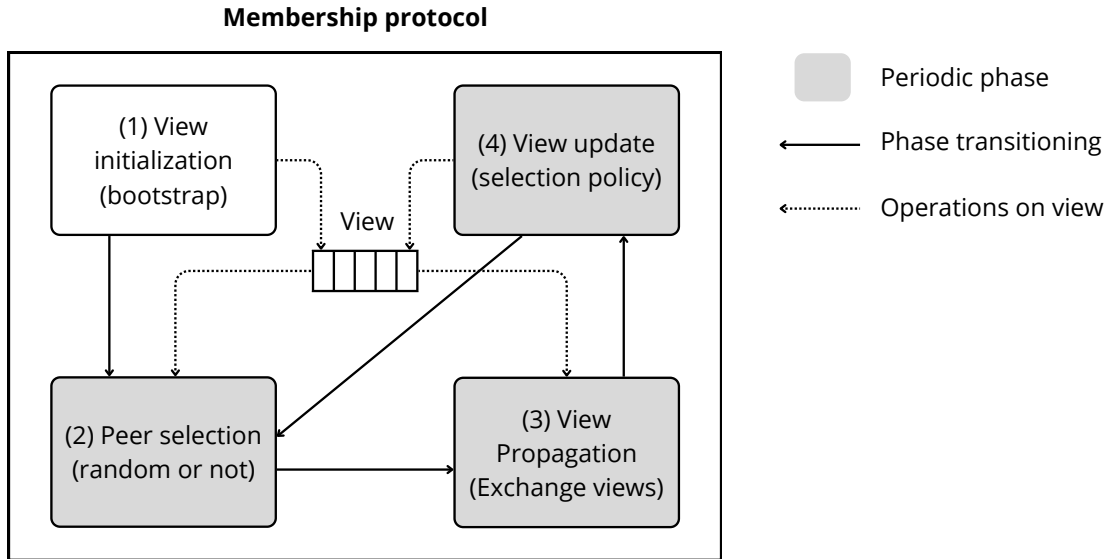 Membership protocol
(1) View
initialization
(bootstrap)
(4) View update
(selection policy)
View
(2) Peer selection
(random or not)
(3) View
Propagation
(Exchange views)
Periodic phase
Phase transitioning
Operations on view